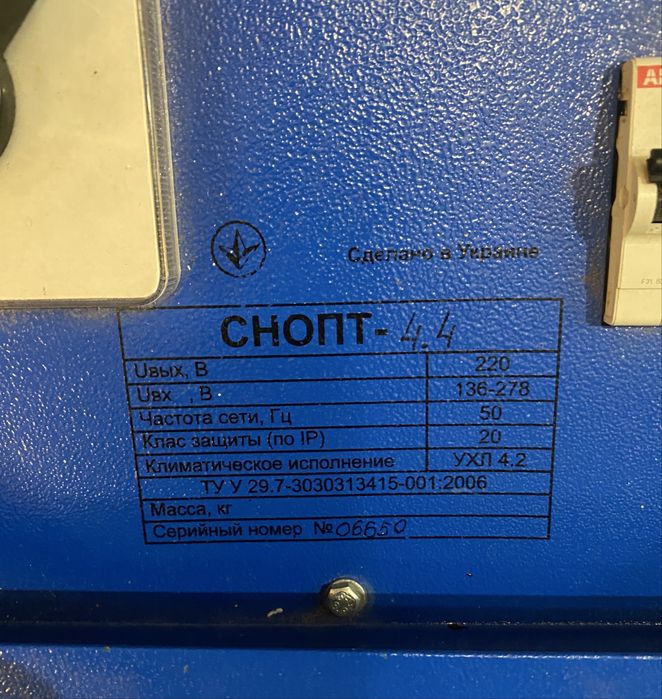 Сделано в Украине
СНОПТ-4.4
Uвых, В 220
Uвх , В 136-278
Частота сети, Гц 50
Клас защиты (по IP) 20
Климатическое исполнение УХЛ 4.2
ТУ У 29.7-3030313415-001:2006
Масса, кг
Серийный номер №06650